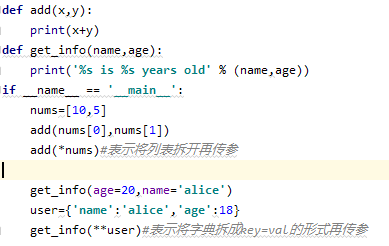 def add(x,y):
    print(x+y)
def get_info(name,age):
    print('%s is %s years old' % (name,age))
if __name__ == '__main__':
    nums=[10,5]
    add(nums[0],nums[1])
    add(*nums)#表示将列表拆开再传参
    get_info(age=20,name='alice')
    user={'name':'alice','age':18}
    get_info(**user)#表示将字典拆成key=val的形式再传参